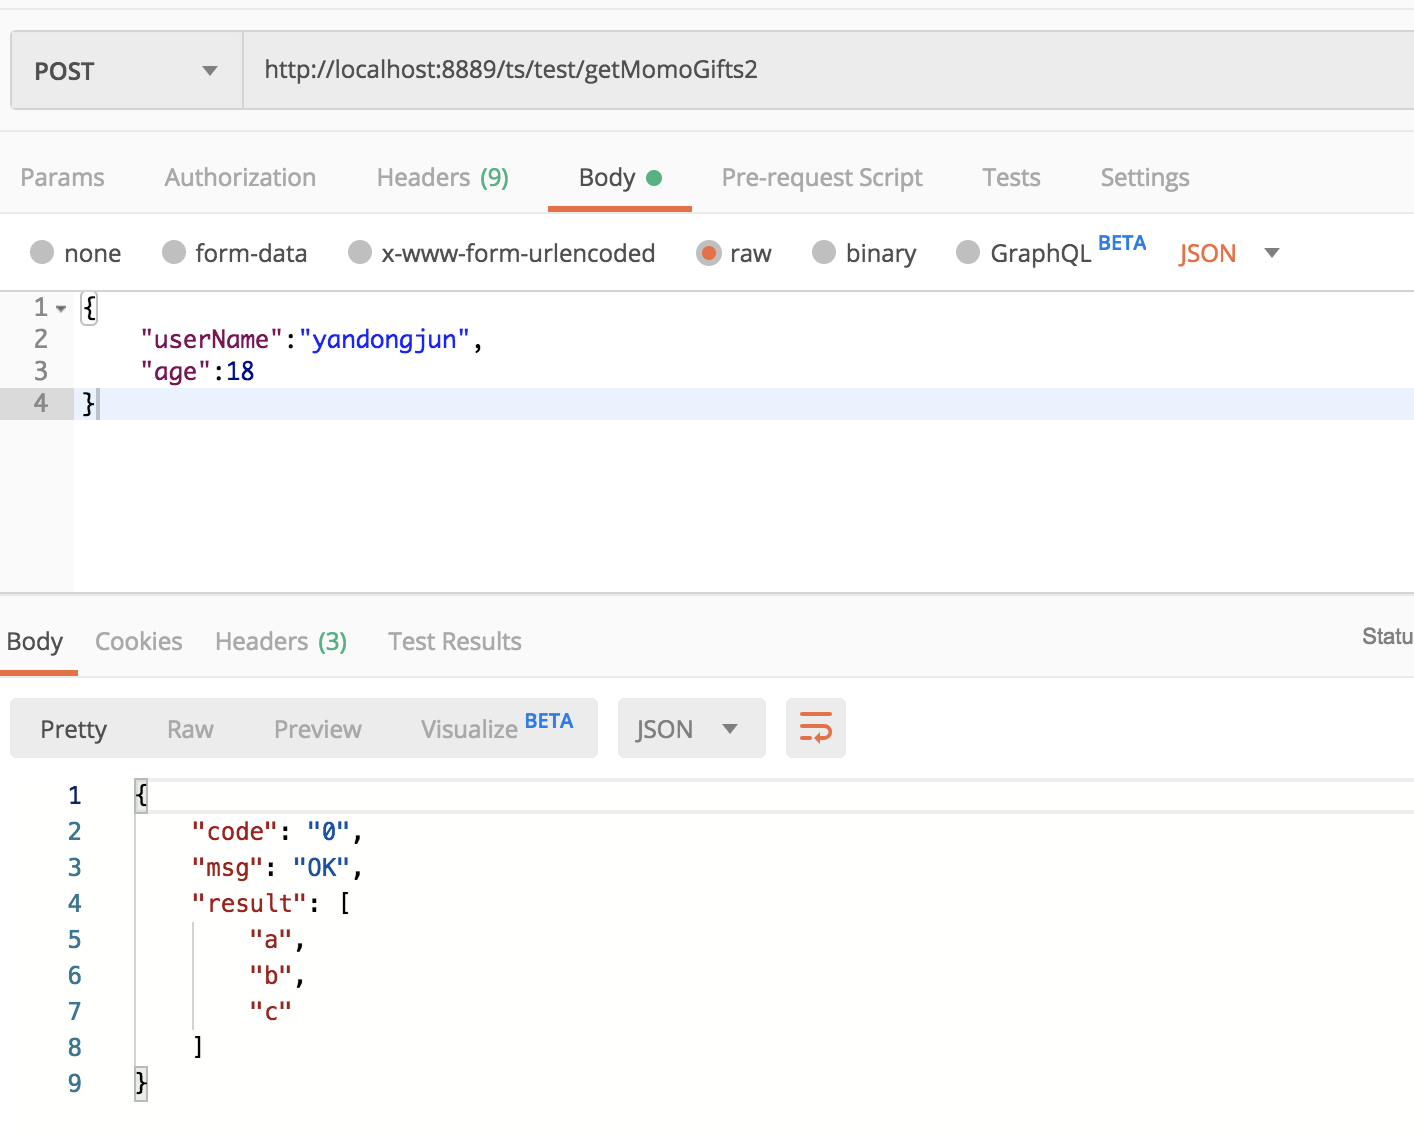 POST http://localhost:8889/ts/test/getMomoGifts2
Params Authorization Headers (9) Body Pre-request Script Tests Settings
none form-data x-www-form-urlencoded raw binary GraphQL BETA JSON
1 {
2 "userName":"yandongjun",
3 "age":18
4 }
Body Cookies Headers (3) Test Results Statu
Pretty Raw Preview Visualize BETA JSON
1 {
2 "code": "0",
3 "msg": "OK",
4 "result": [
5 "a",
6 "b",
7 "c"
8 ]
9 }